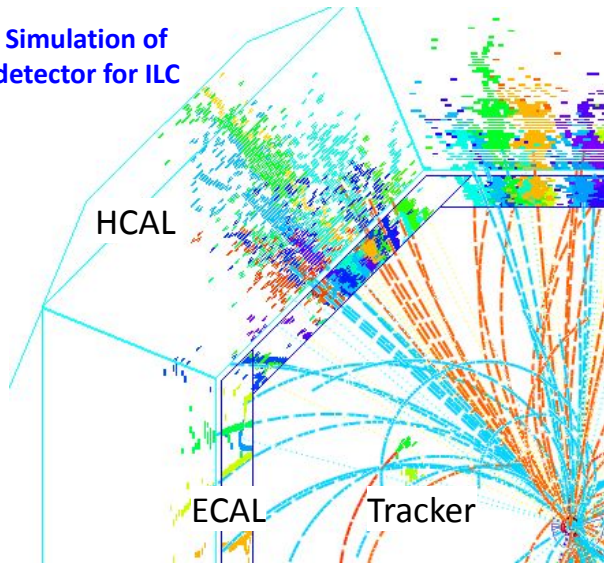 Simulation of
detector for ILC
HCAL
ECAL
Tracker